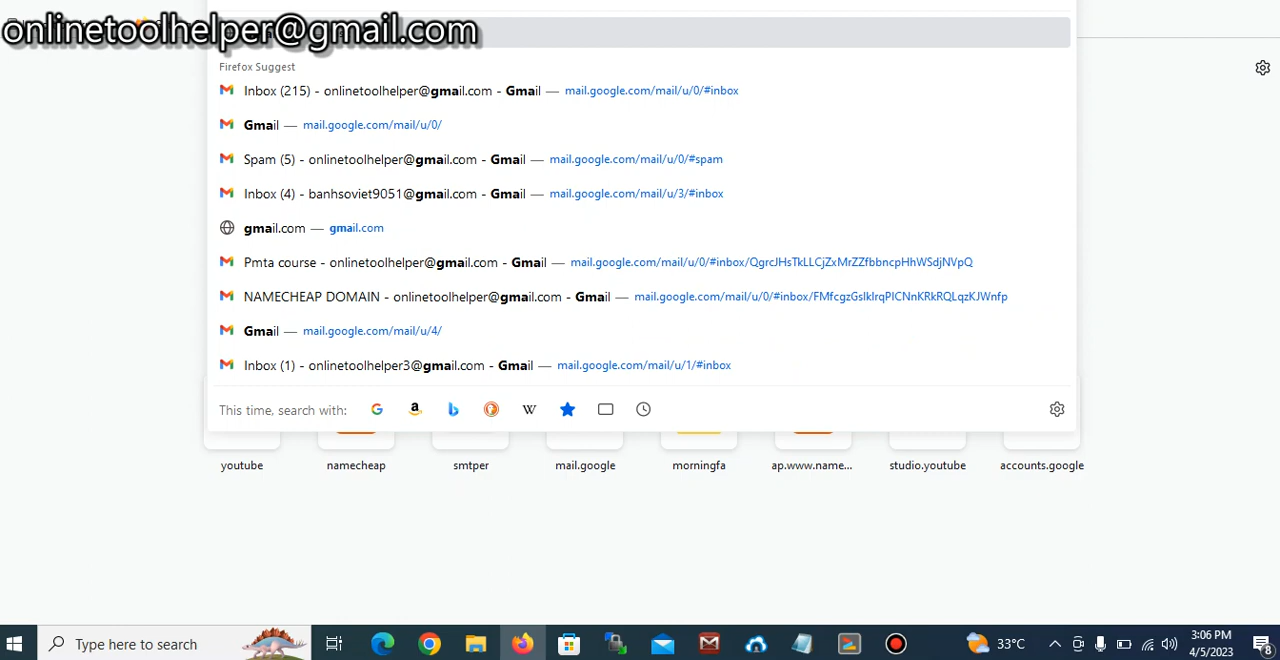 onlinetoolhelper@gmail.com
Firefox Suggest
Inbox (215) - onlinetoolhelper@gmail.com - Gmail — mail.google.com/mail/u/0/#inbox
Gmail — mail.google.com/mail/u/0/
Spam (5) - onlinetoolhelper@gmail.com - Gmail — mail.google.com/mail/u/0/#spam
Inbox (4) - banhsoviet9051@gmail.com - Gmail — mail.google.com/mail/u/3/#inbox
gmail.com — gmail.com
Pmta course - onlinetoolhelper@gmail.com - Gmail — mail.google.com/mail/u/0/#inbox/QgrcJHsTkLLCjZxMrZZfbbncpHhWSdjNVpQ
NAMECHEAP DOMAIN - onlinetoolhelper@gmail.com - Gmail — mail.google.com/mail/u/0/#inbox/FMfcgzGslklrqPICNnKRkRQLqzKJWnfp
Gmail — mail.google.com/mail/u/4/
Inbox (1) - onlinetoolhelper3@gmail.com - Gmail — mail.google.com/mail/u/1/#inbox
This time, search with:
youtube namecheap smtper mail.google morningfa ap.www.name... studio.youtube accounts.google
Type here to search
33°C
3:06 PM
4/5/2023
8